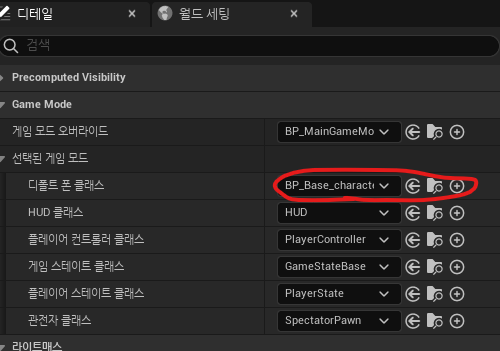 디테일 월드 세팅
검색
Precomputed Visibility
Game Mode
게임 모드 오버라이드 BP_MainGameMo
선택된 게임 모드
디폴트 폰 클래스 BP_Base_characte
HUD 클래스 HUD
플레이어 컨트롤러 클래스 PlayerController
게임 스테이트 클래스 GameStateBase
플레이어 스테이트 클래스 PlayerState
관전자 클래스 SpectatorPawn
라이트매스